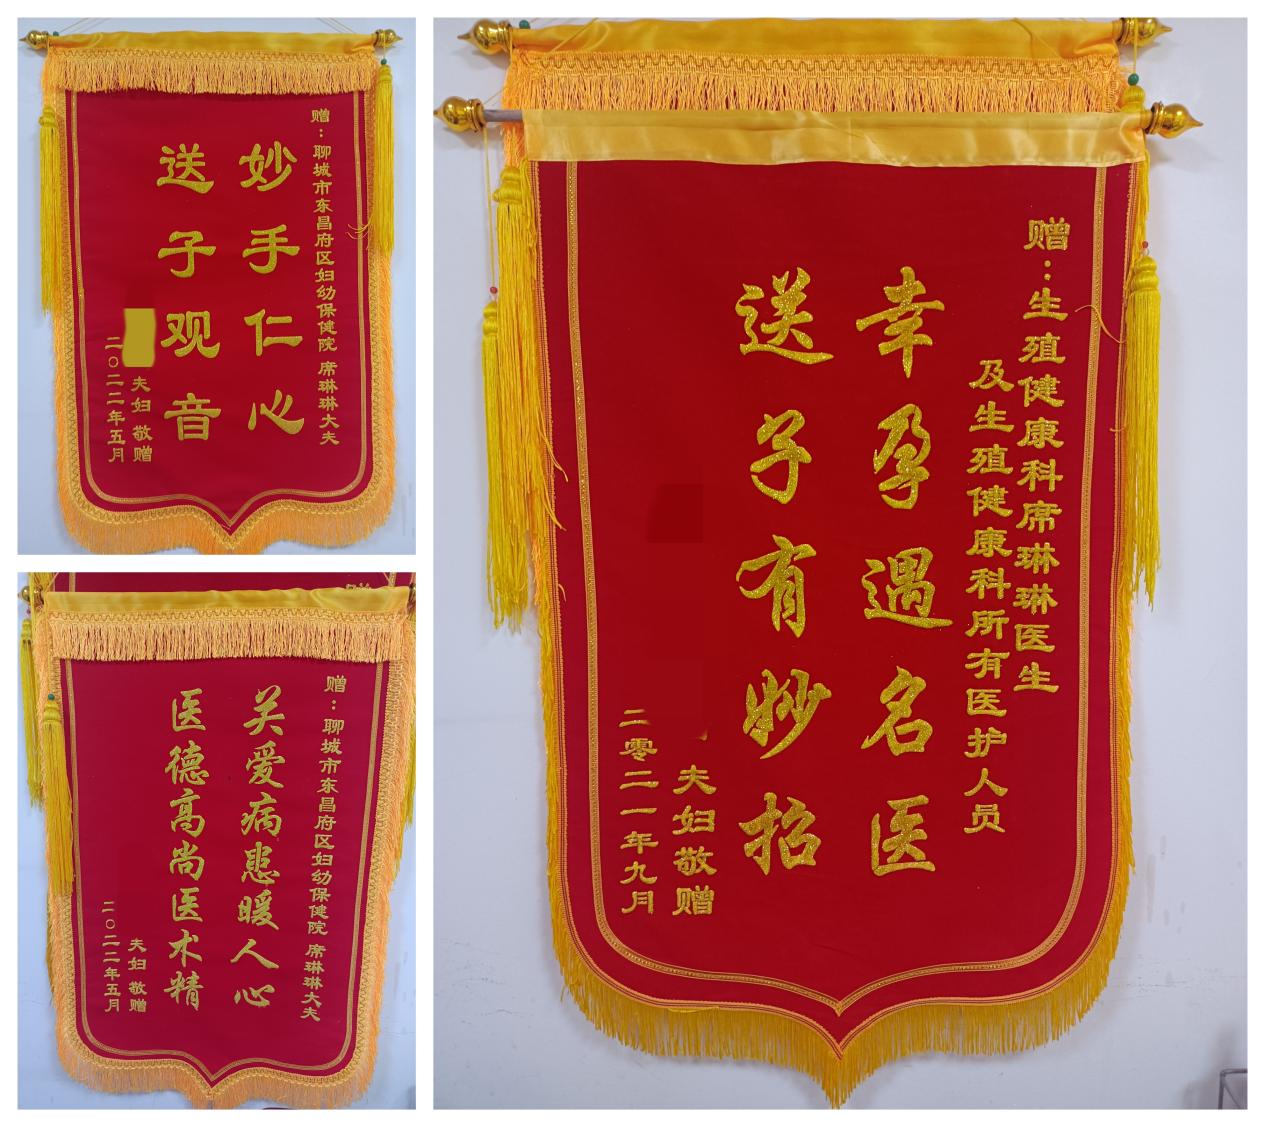 赠：聊城市东昌府区妇幼保健院 席琳琳大夫
妙手仁心
送子观音
夫妇 敬赠
二〇二二年五月
赠：生殖健康科席琳琳医生
及生殖健康科所有医护人员
幸孕遇名医
送子有妙招
夫妇敬赠
二零二一年九月
赠：聊城市东昌府区妇幼保健院 席琳琳大夫
关爱病患暖人心
医德高尚医术精
夫妇 敬赠
二〇二二年五月